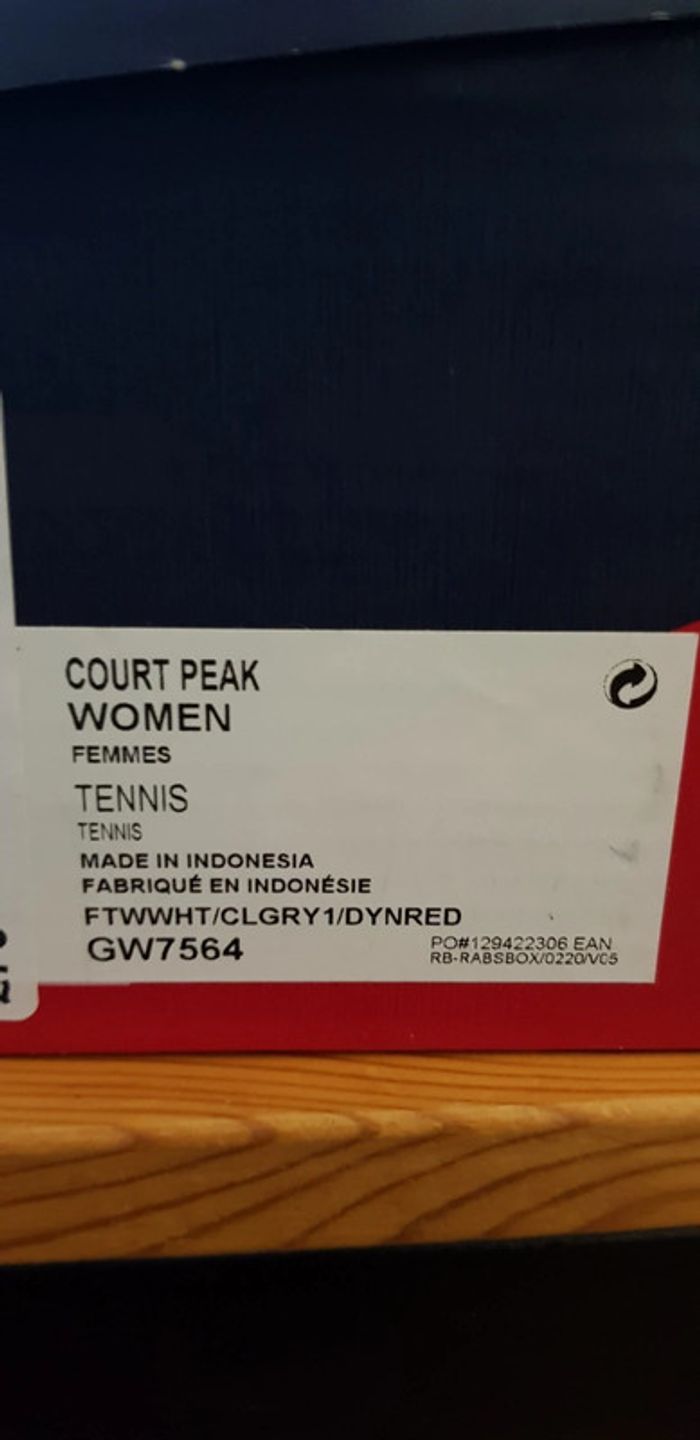 COURT PEAK
WOMEN
FEMMES
TENNIS
TENNIS
MADE IN INDONESIA
FABRIQUÉ EN INDONÉSIE
FTWWHT/CLGRY1/DYNRED
GW7564
PO#129422306 EAN
RB-RABSBOX/0220/V05